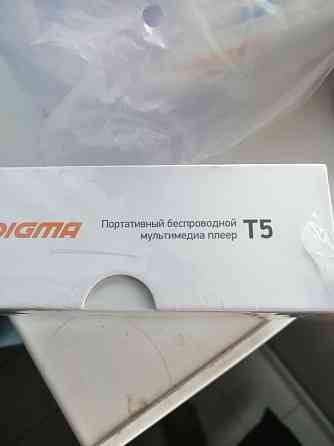 DIGMA
Портативный беспроводной
мультимедиа плеер T5